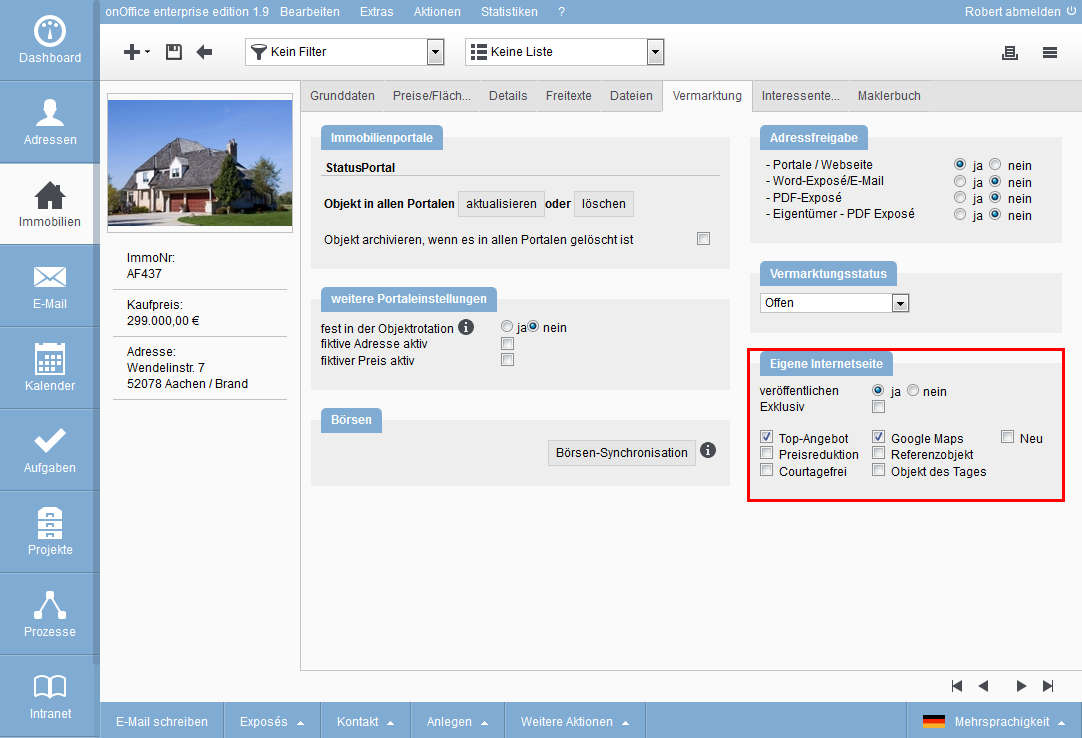 onOffice enterprise edition 1.9 Bearbeiten Extras Aktionen Statistiken ? Robert abmelden
Dashboard
Adressen
Immobilien
E-Mail
Kalender
Aufgaben
Projekte
Prozesse
Intranet
Kein Filter Keine Liste
ImmoNr:
AF437
Kaufpreis:
299.000,00 €
Adresse:
Wendelinstr. 7
52078 Aachen / Brand
Grunddaten Preise/Fläch... Details Freitexte Dateien Vermarktung Interessente... Maklerbuch
Immobilienportale
StatusPortal
Objekt in allen Portalen aktualisieren oder löschen
Objekt archivieren, wenn es in allen Portalen gelöscht ist
weitere Portaleinstellungen
fest in der Objektrotation i ja nein
fiktive Adresse aktiv
fiktiver Preis aktiv
Börsen
Börsen-Synchronisation i
Adressfreigabe
- Portale / Webseite ja nein
- Word-Exposé/E-Mail ja nein
- PDF-Exposé ja nein
- Eigentümer - PDF Exposé ja nein
Vermarktungsstatus
Offen
Eigene Internetseite
veröffentlichen ja nein
Exklusiv
Top-Angebot Google Maps Neu
Preisreduktion Referenzobjekt
Courtagefrei Objekt des Tages
E-Mail schreiben Exposés Kontakt Anlegen Weitere Aktionen Mehrsprachigkeit